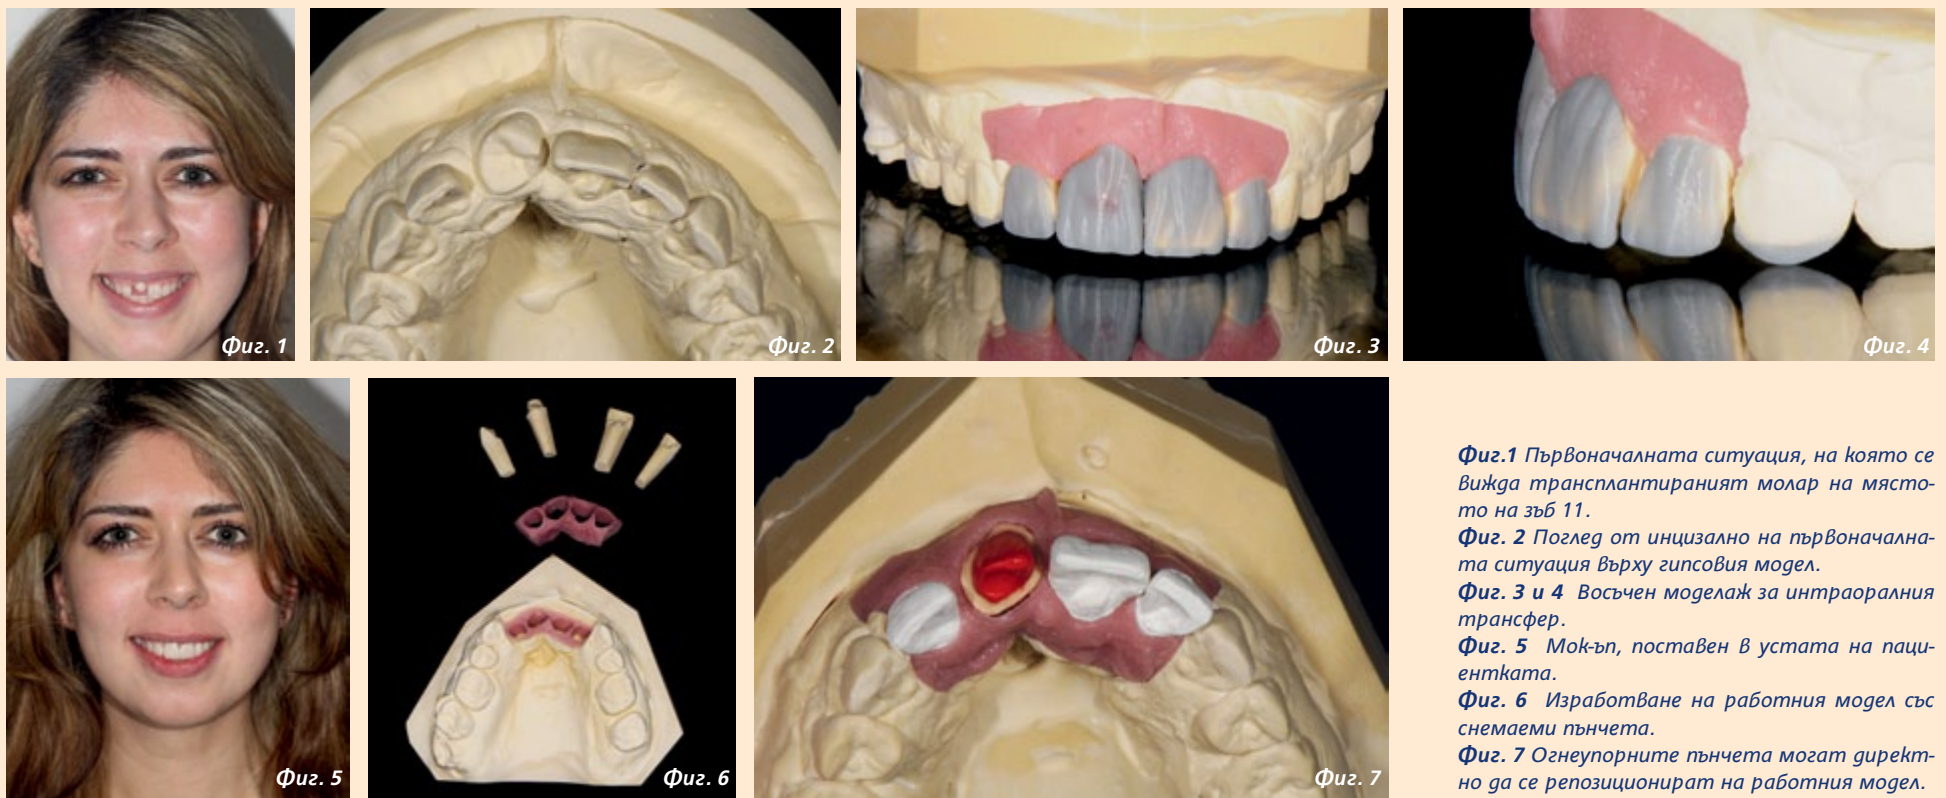 Фиг. 1
Фиг. 2
Фиг. 3
Фиг. 4
Фиг. 5
Фиг. 6
Фиг. 7
Фиг.1 Първоначалната ситуация, на която се
вижда трансплантираният молар на място-
то на зъб 11.
Фиг. 2 Поглед от инцизално на първоначална-
та ситуация върху гипсовия модел.
Фиг. 3 и 4 Восъчен моделаж за интраоралния
трансфер.
Фиг. 5 Мок-ъп, поставен в устата на паци-
ентката.
Фиг. 6 Изработване на работния модел със
снемаеми пънчета.
Фиг. 7 Огнеупорните пънчета могат директ-
но да се репозиционират на работния модел.